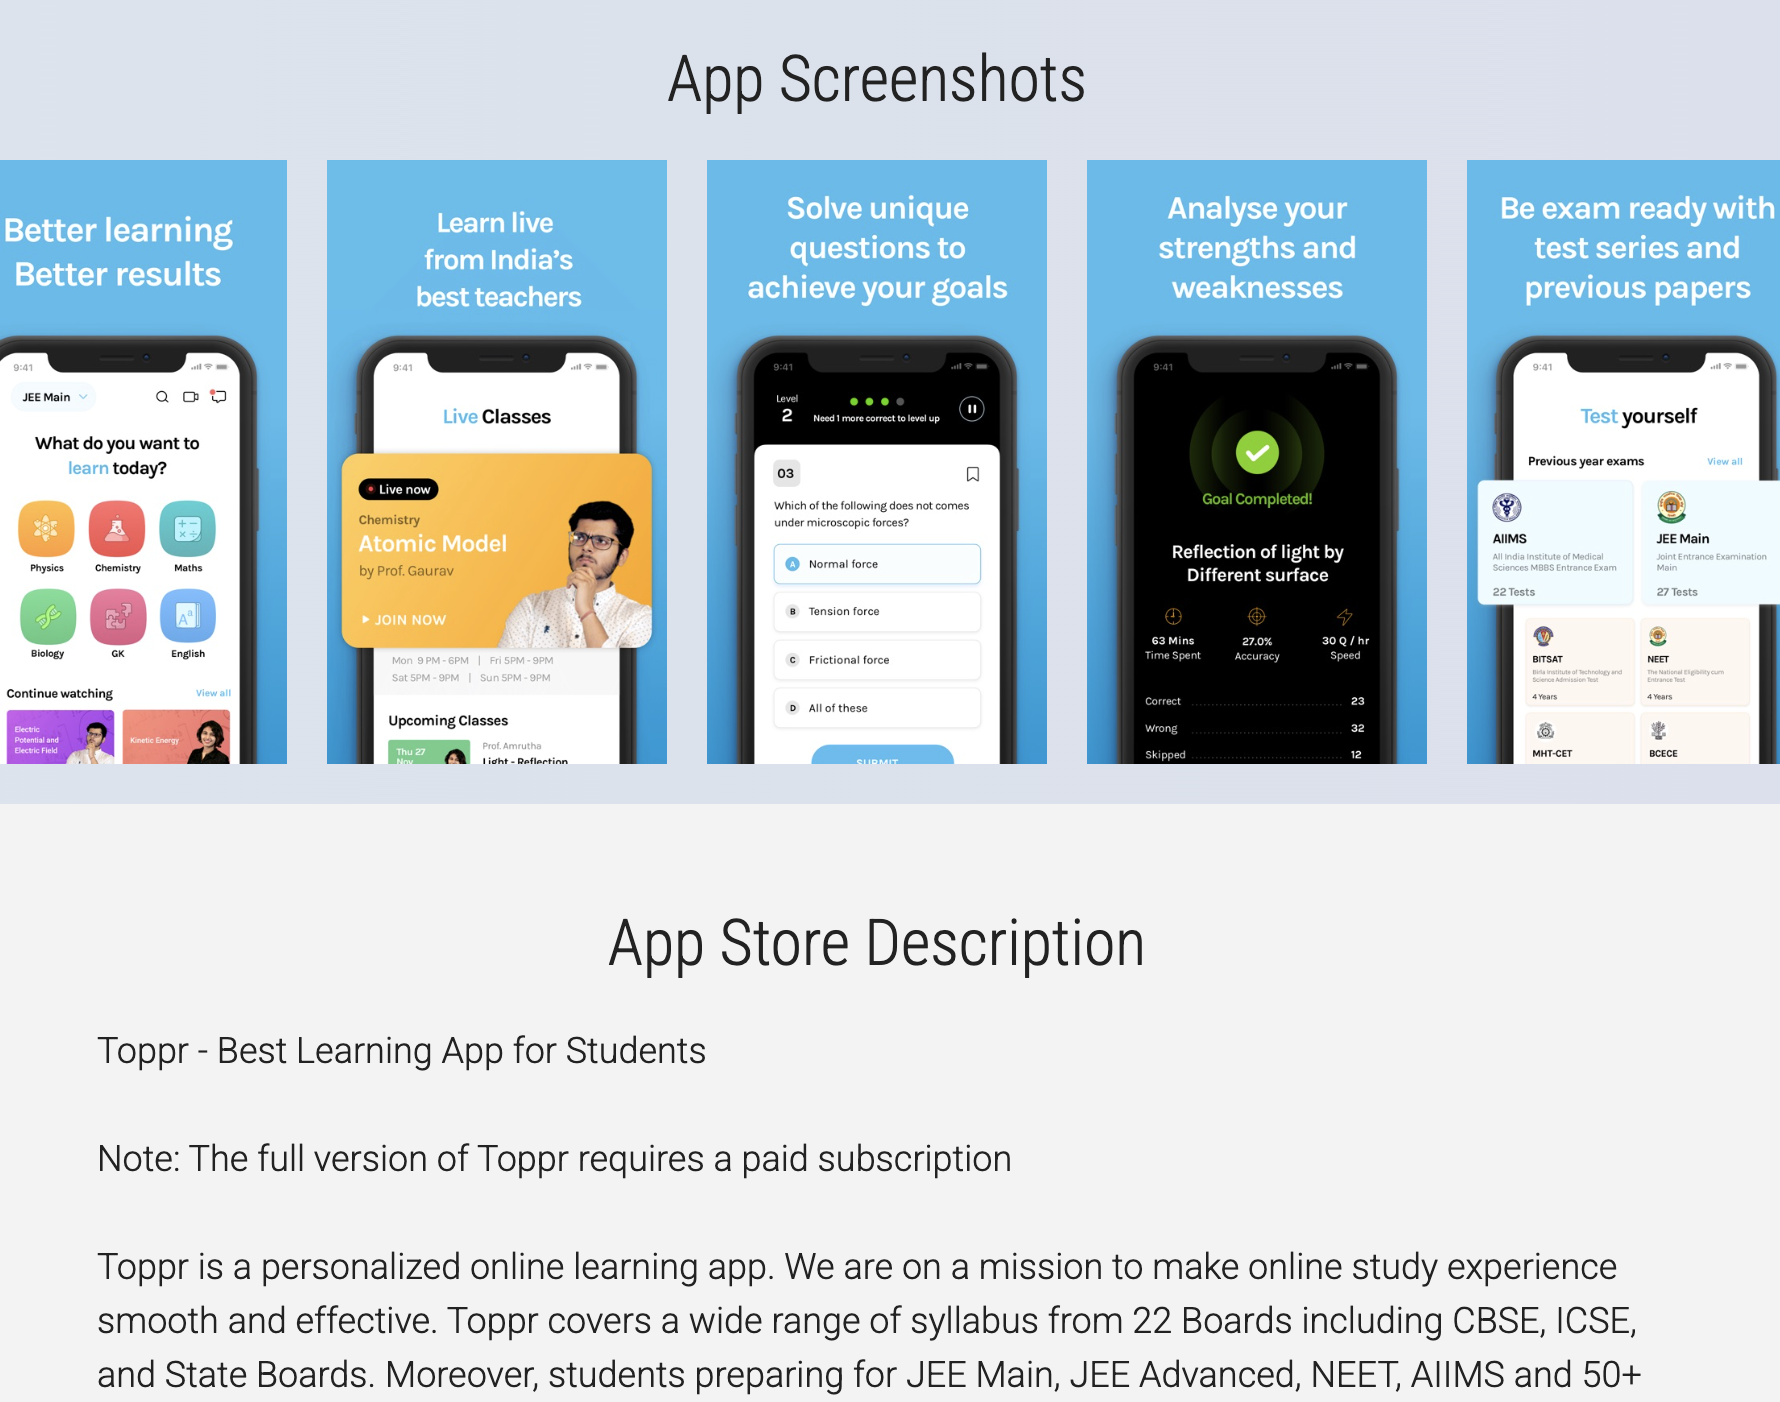 App Screenshots
Better learning
Better results
9:41
JEE Main
What do you want to
learn today?
Physics Chemistry Maths
Biology GK English
Continue watching View all
Electric
Potential and
Electric Field
Kinetic Energy
Learn live
from India's
best teachers
9:41
Live Classes
Live now
Chemistry
Atomic Model
by Prof. Gaurav
JOIN NOW
Mon 9 PM - 6PM | Fri 5PM - 9PM
Sat 5PM - 9PM | Sun 5PM - 9PM
Upcoming Classes
Thu 27
Nov
Prof. Amrutha
Light - Reflection
Solve unique
questions to
achieve your goals
9:41
Level
2
Need 1 more correct to level up
03
Which of the following does not comes
under microscopic forces?
A Normal force
B Tension force
C Frictional force
D All of these
SUBMIT
Analyse your
strengths and
weaknesses
9:41
Goal Completed!
Reflection of light by
Different surface
63 Mins 27.0% 30 Q / hr
Time Spent Accuracy Speed
Correct 23
Wrong 32
Skipped 12
Be exam ready with
test series and
previous papers
9:41
Test yourself
Previous year exams View all
AIIMS
All India Institute of Medical
Sciences MBBS Entrance Exam
22 Tests
JEE Main
Joint Entrance Examination
Main
27 Tests
BITSAT
Birla Institute of Technology and
Science Admission Test
4 Years
NEET
The National Eligibility cum
Entrance Test
4 Years
MHT-CET
BCECE
App Store Description
Toppr - Best Learning App for Students
Note: The full version of Toppr requires a paid subscription
Toppr is a personalized online learning app. We are on a mission to make online study experience
smooth and effective. Toppr covers a wide range of syllabus from 22 Boards including CBSE, ICSE,
and State Boards. Moreover, students preparing for JEE Main, JEE Advanced, NEET, AIIMS and 50+